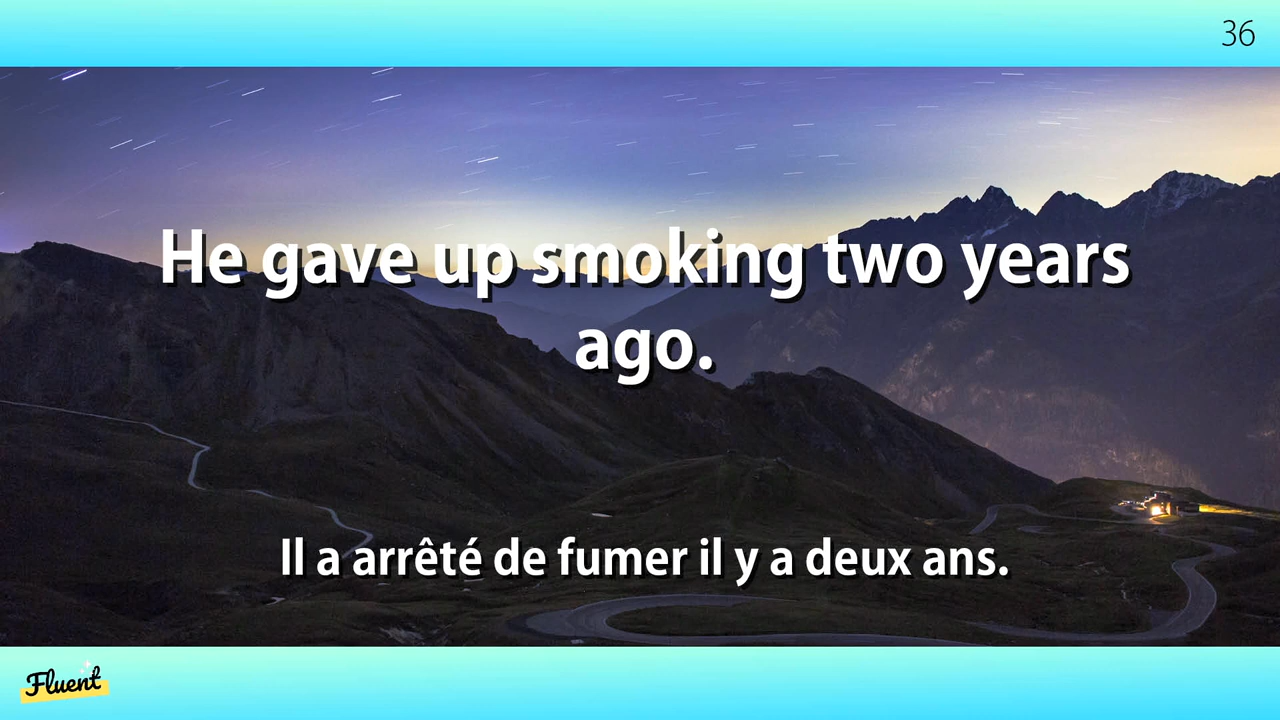 36
He gave up smoking two years
ago.
Il a arrêté de fumer il y a deux ans.
Fluent